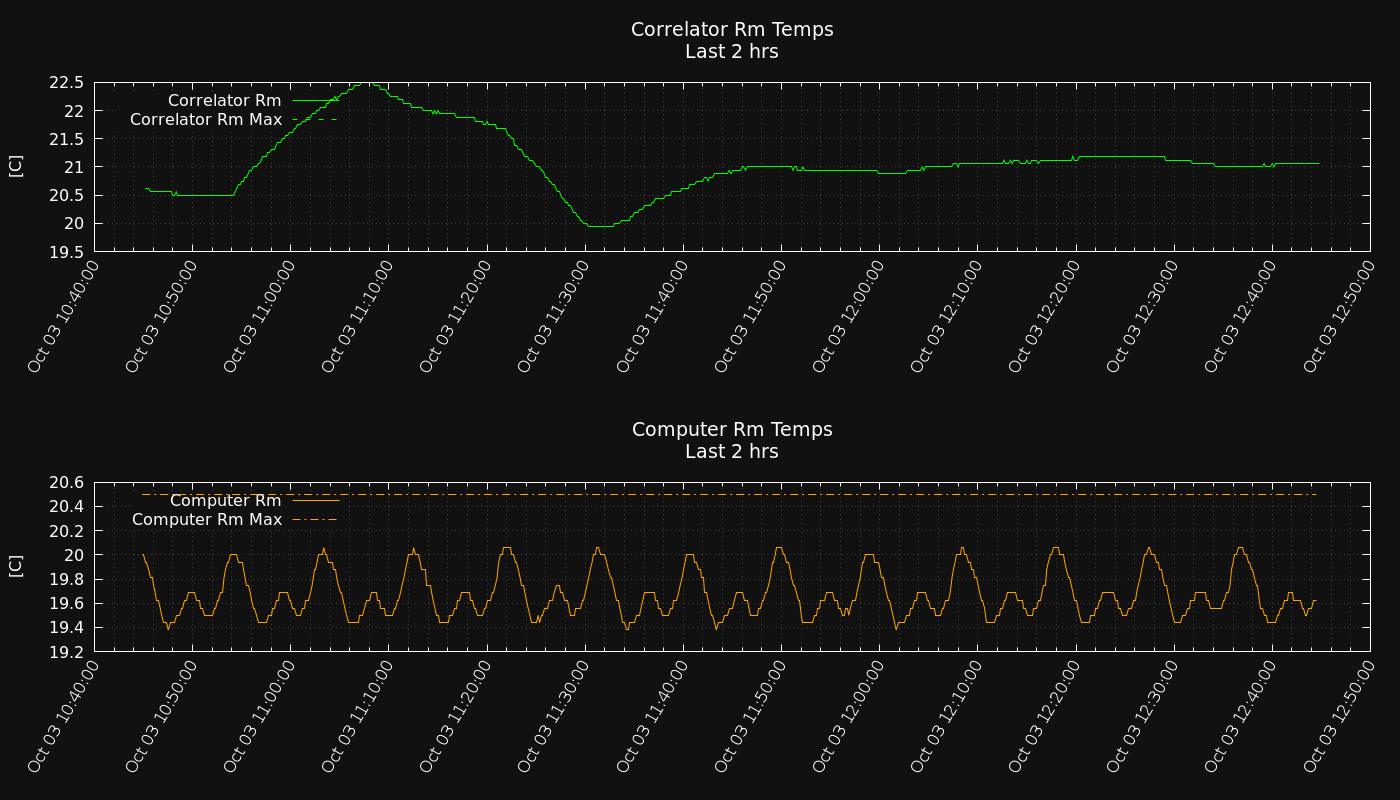 Correlator Rm Temps
Last 2 hrs
22.5
22
21.5
21
20.5
20
19.5
[C]
Correlator Rm
Correlator Rm Max
Oct 03 10:40:00
Oct 03 10:50:00
Oct 03 11:00:00
Oct 03 11:10:00
Oct 03 11:20:00
Oct 03 11:30:00
Oct 03 11:40:00
Oct 03 11:50:00
Oct 03 12:00:00
Oct 03 12:10:00
Oct 03 12:20:00
Oct 03 12:30:00
Oct 03 12:40:00
Oct 03 12:50:00
Computer Rm Temps
Last 2 hrs
20.6
20.4
20.2
20
19.8
19.6
19.4
19.2
[C]
Computer Rm
Computer Rm Max
Oct 03 10:40:00
Oct 03 10:50:00
Oct 03 11:00:00
Oct 03 11:10:00
Oct 03 11:20:00
Oct 03 11:30:00
Oct 03 11:40:00
Oct 03 11:50:00
Oct 03 12:00:00
Oct 03 12:10:00
Oct 03 12:20:00
Oct 03 12:30:00
Oct 03 12:40:00
Oct 03 12:50:00